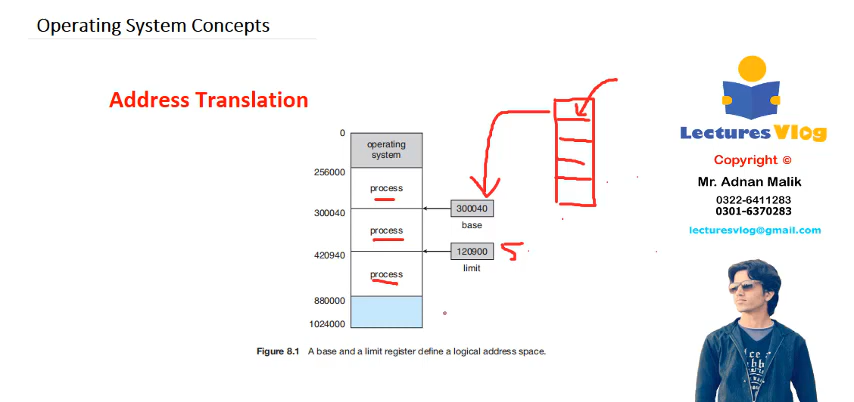 Operating System Concepts
Address Translation
0
operating
system
256000
process
300040
process
420940
process
880000
1024000
300040
base
120900
limit
5
Figure 8.1 A base and a limit register define a logical address space.
Lectures Vlog
Copyright ©
Mr. Adnan Malik
0322-6411283
0301-6370283
lecturesvlog@gmail.com